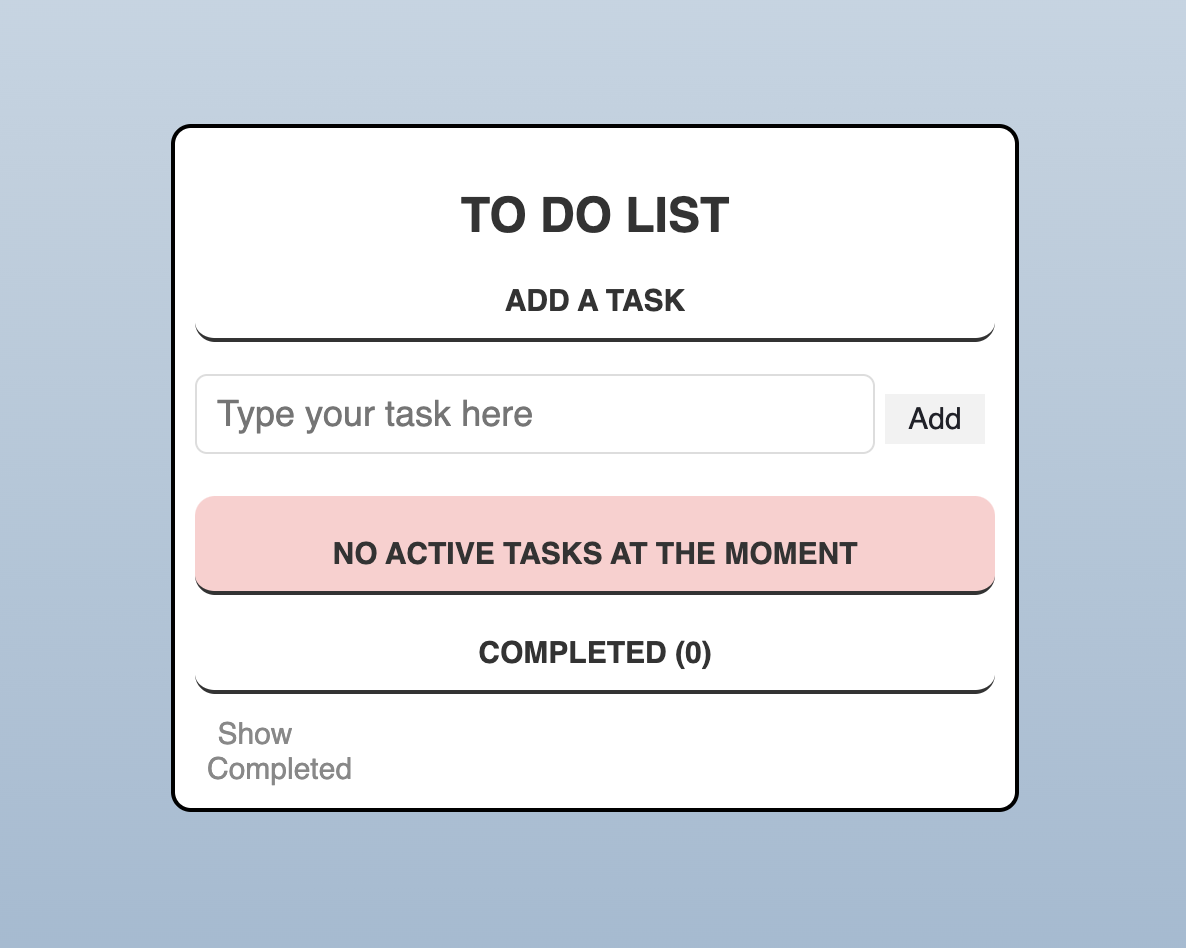 TO DO LIST
ADD A TASK
Type your task here
Add
NO ACTIVE TASKS AT THE MOMENT
COMPLETED (0)
Show
Completed